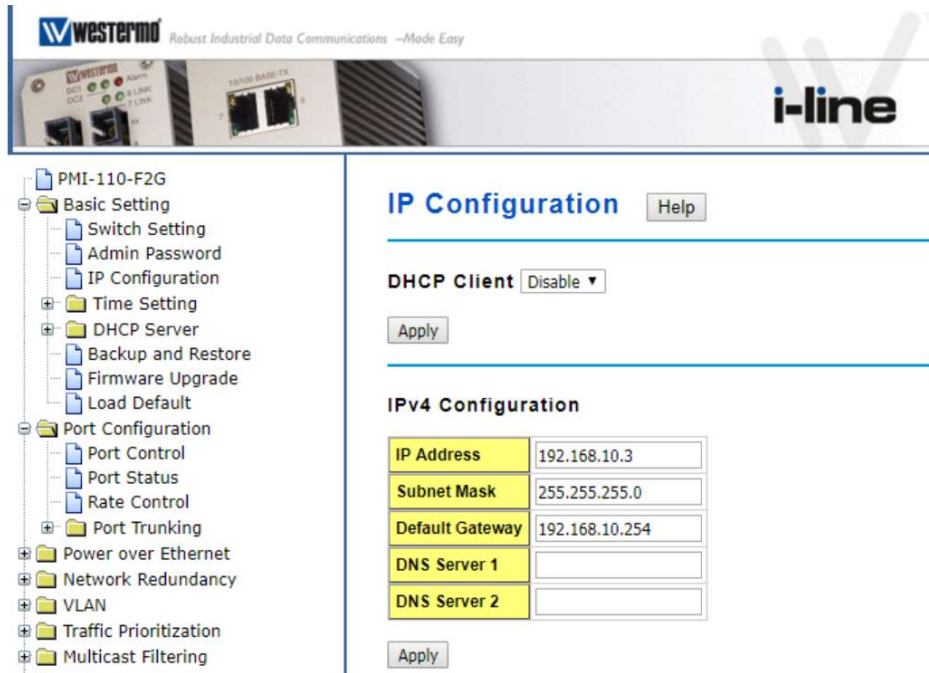 westermo Robust Industrial Data Communications –Made Easy
westermo
DC1
DC2
Alarm
8 LINK
7 LINK
10/100 BASE-TX
7
8
i-line
PMI-110-F2G
Basic Setting
Switch Setting
Admin Password
IP Configuration
Time Setting
DHCP Server
Backup and Restore
Firmware Upgrade
Load Default
Port Configuration
Port Control
Port Status
Rate Control
Port Trunking
Power over Ethernet
Network Redundancy
VLAN
Traffic Prioritization
Multicast Filtering
IP Configuration Help
DHCP Client Disable
Apply
IPv4 Configuration
IP Address 192.168.10.3
Subnet Mask 255.255.255.0
Default Gateway 192.168.10.254
DNS Server 1
DNS Server 2
Apply